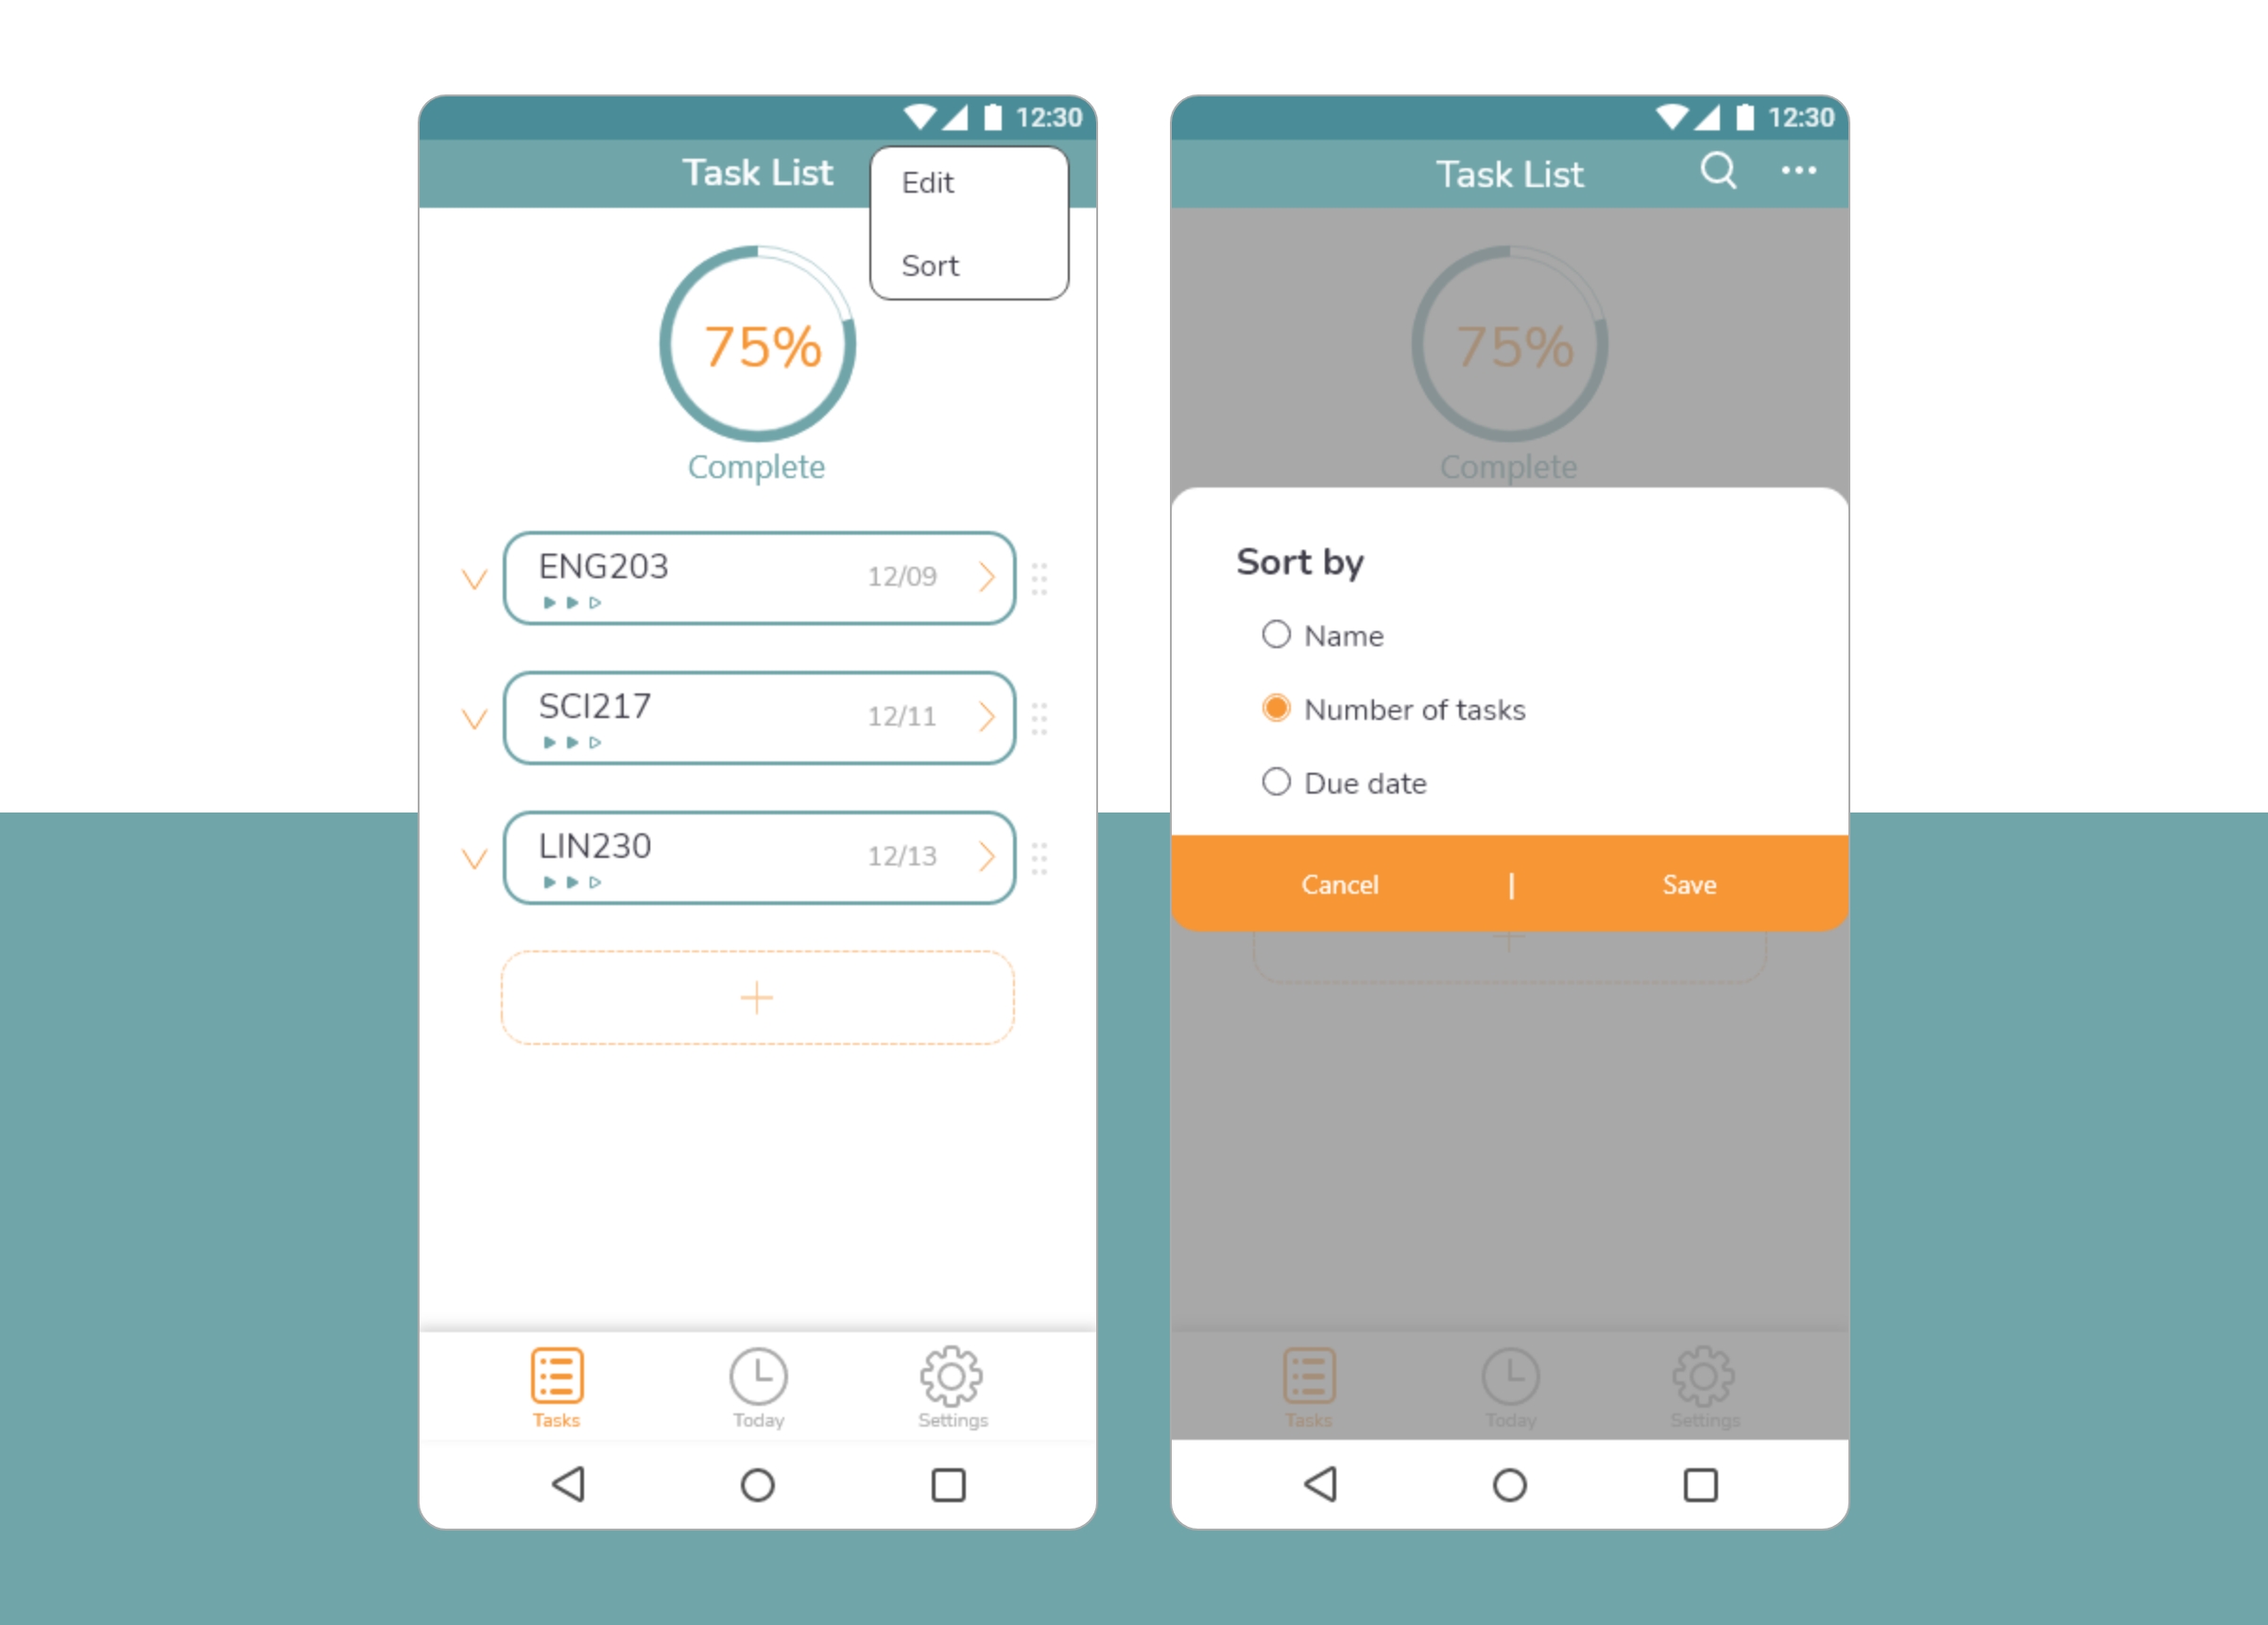 12:30
Task List
Edit
Sort
75%
Complete
ENG203
12/09
SCI217
12/11
LIN230
12/13
+
Tasks
Today
Settings
12:30
Task List
75%
Complete
Sort by
Name
Number of tasks
Due date
Cancel | Save
Tasks
Today
Settings